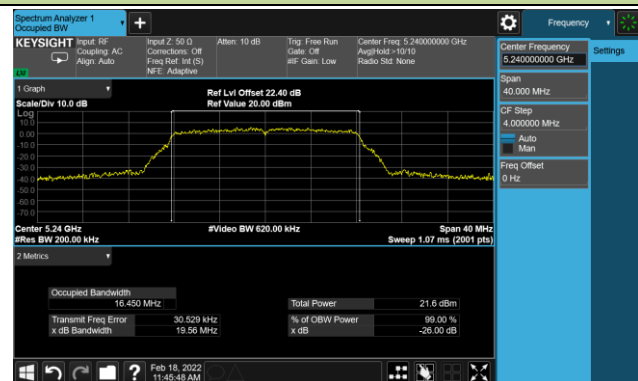 Spectrum Analyzer 1
Occupied BW
+
Frequency
KEYSIGHT
Input: RF
Coupling: AC
Align: Auto
Input Z: 50 Ω
Corrections: Off
Freq Ref: Int (S)
NFE: Adaptive
Atten: 10 dB
Trig: Free Run
Gate: Off
#IF Gain: Low
Center Freq: 5.240000000 GHz
Avg|Hold:>10/10
Radio Std: None
Center Frequency
5.240000000 GHz
Settings
Span
40.000 MHz
CF Step
4.000000 MHz
Auto
Man
Freq Offset
0 Hz
1 Graph
Scale/Div 10.0 dB
Ref Lvl Offset 22.40 dB
Ref Value 20.00 dBm
Log
10.0
0.00
-10.0
-20.0
-30.0
-40.0
-50.0
-60.0
-70.0
Center 5.24 GHz
#Res BW 200.00 kHz
#Video BW 620.00 kHz
Span 40 MHz
Sweep 1.07 ms (2001 pts)
2 Metrics
Occupied Bandwidth
16.450 MHz
Total Power 21.6 dBm
Transmit Freq Error 30.529 kHz
% of OBW Power 99.00 %
x dB Bandwidth 19.56 MHz
x dB -26.00 dB
?
Feb 18, 2022
11:45:48 AM